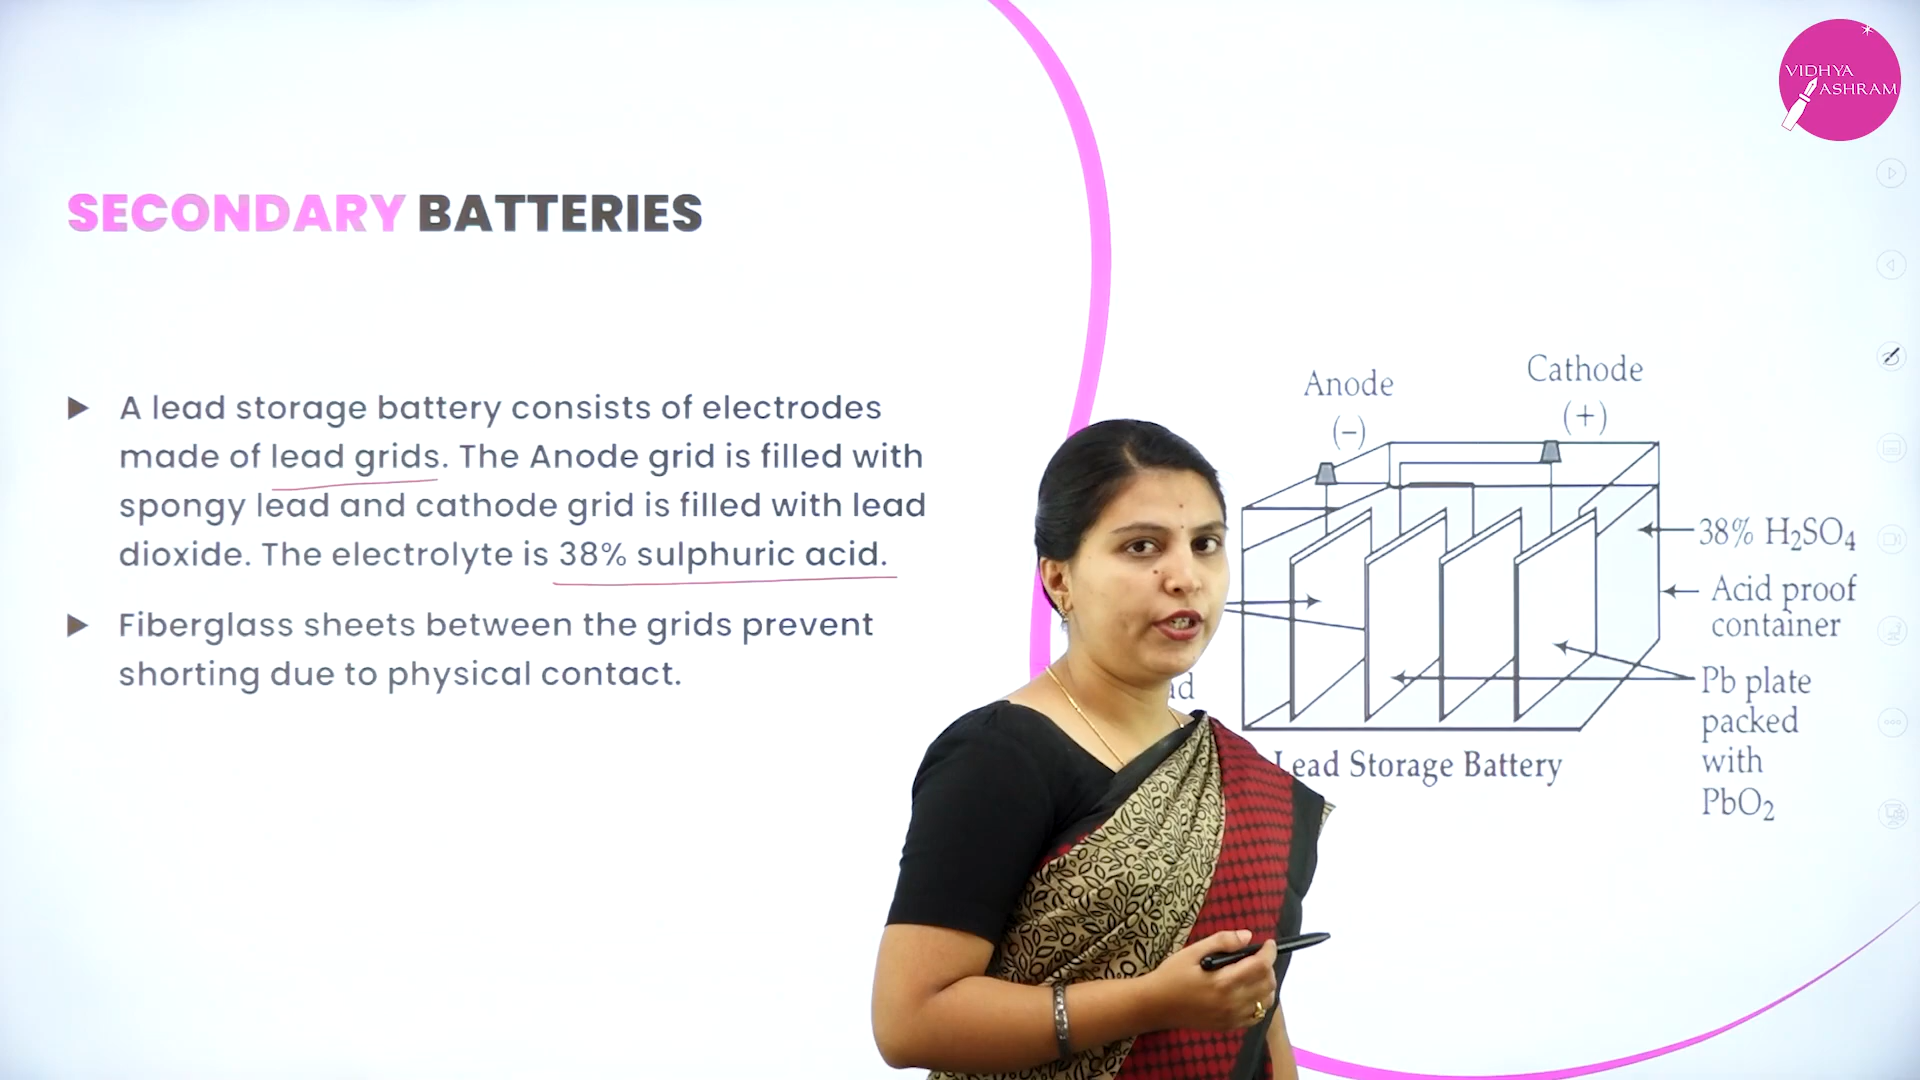 VIDHYA
ASHRAM
SECONDARY BATTERIES
A lead storage battery consists of electrodes
made of lead grids. The Anode grid is filled with
spongy lead and cathode grid is filled with lead
dioxide. The electrolyte is 38% sulphuric acid.
Fiberglass sheets between the grids prevent
shorting due to physical contact.
Anode
(-)
Cathode
(+)
38% H₂SO₄
Acid proof
container
Pb plate
packed
with
PbO₂
Lead Storage Battery